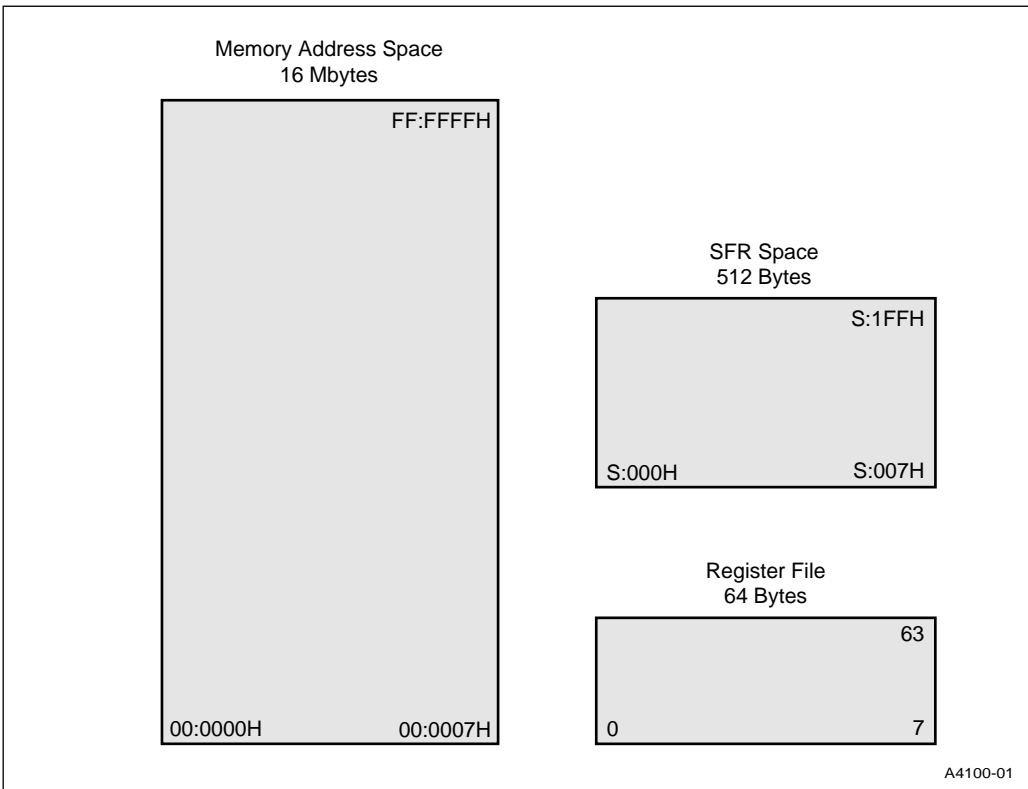 Memory Address Space
16 Mbytes
FF:FFFFH
00:0000H 00:0007H
SFR Space
512 Bytes
S:1FFH
S:000H S:007H
Register File
64 Bytes
63
0 7
A4100-01